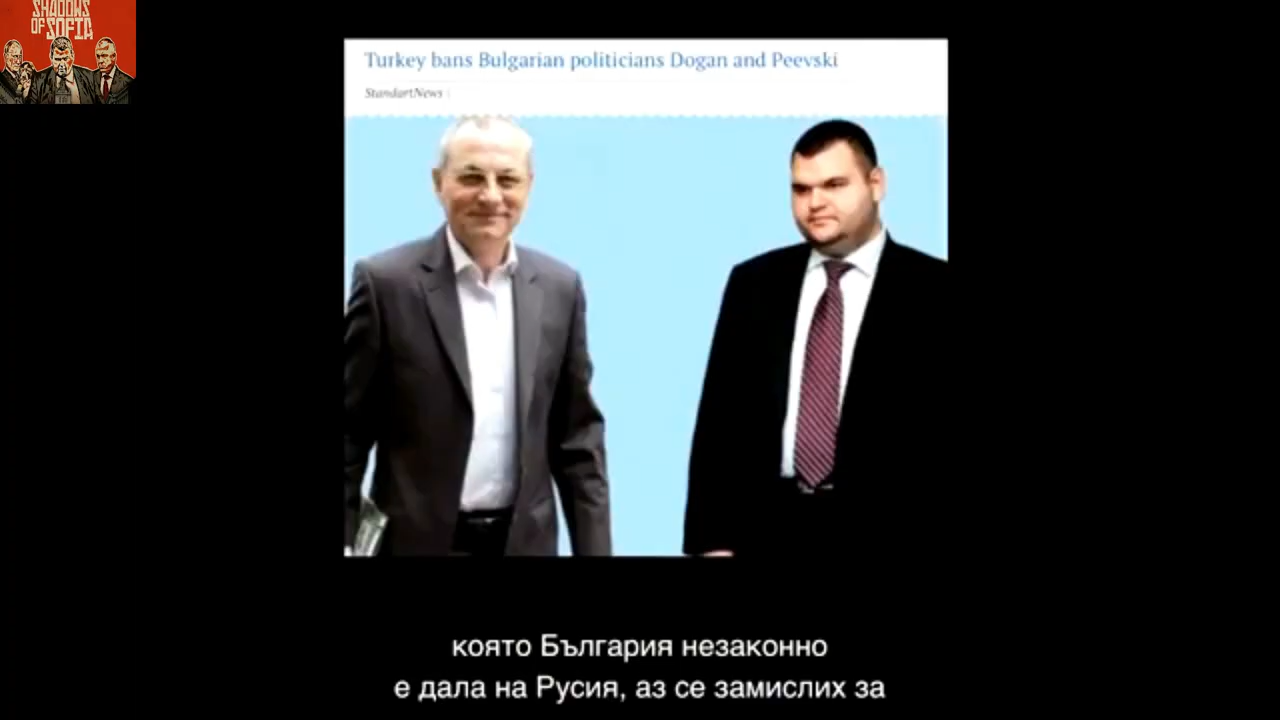 SHADOWS
OF SOFIA
Turkey bans Bulgarian politicians Dogan and Peevski
StandartNews :
която България незаконно
е дала на Русия, аз се замислих за